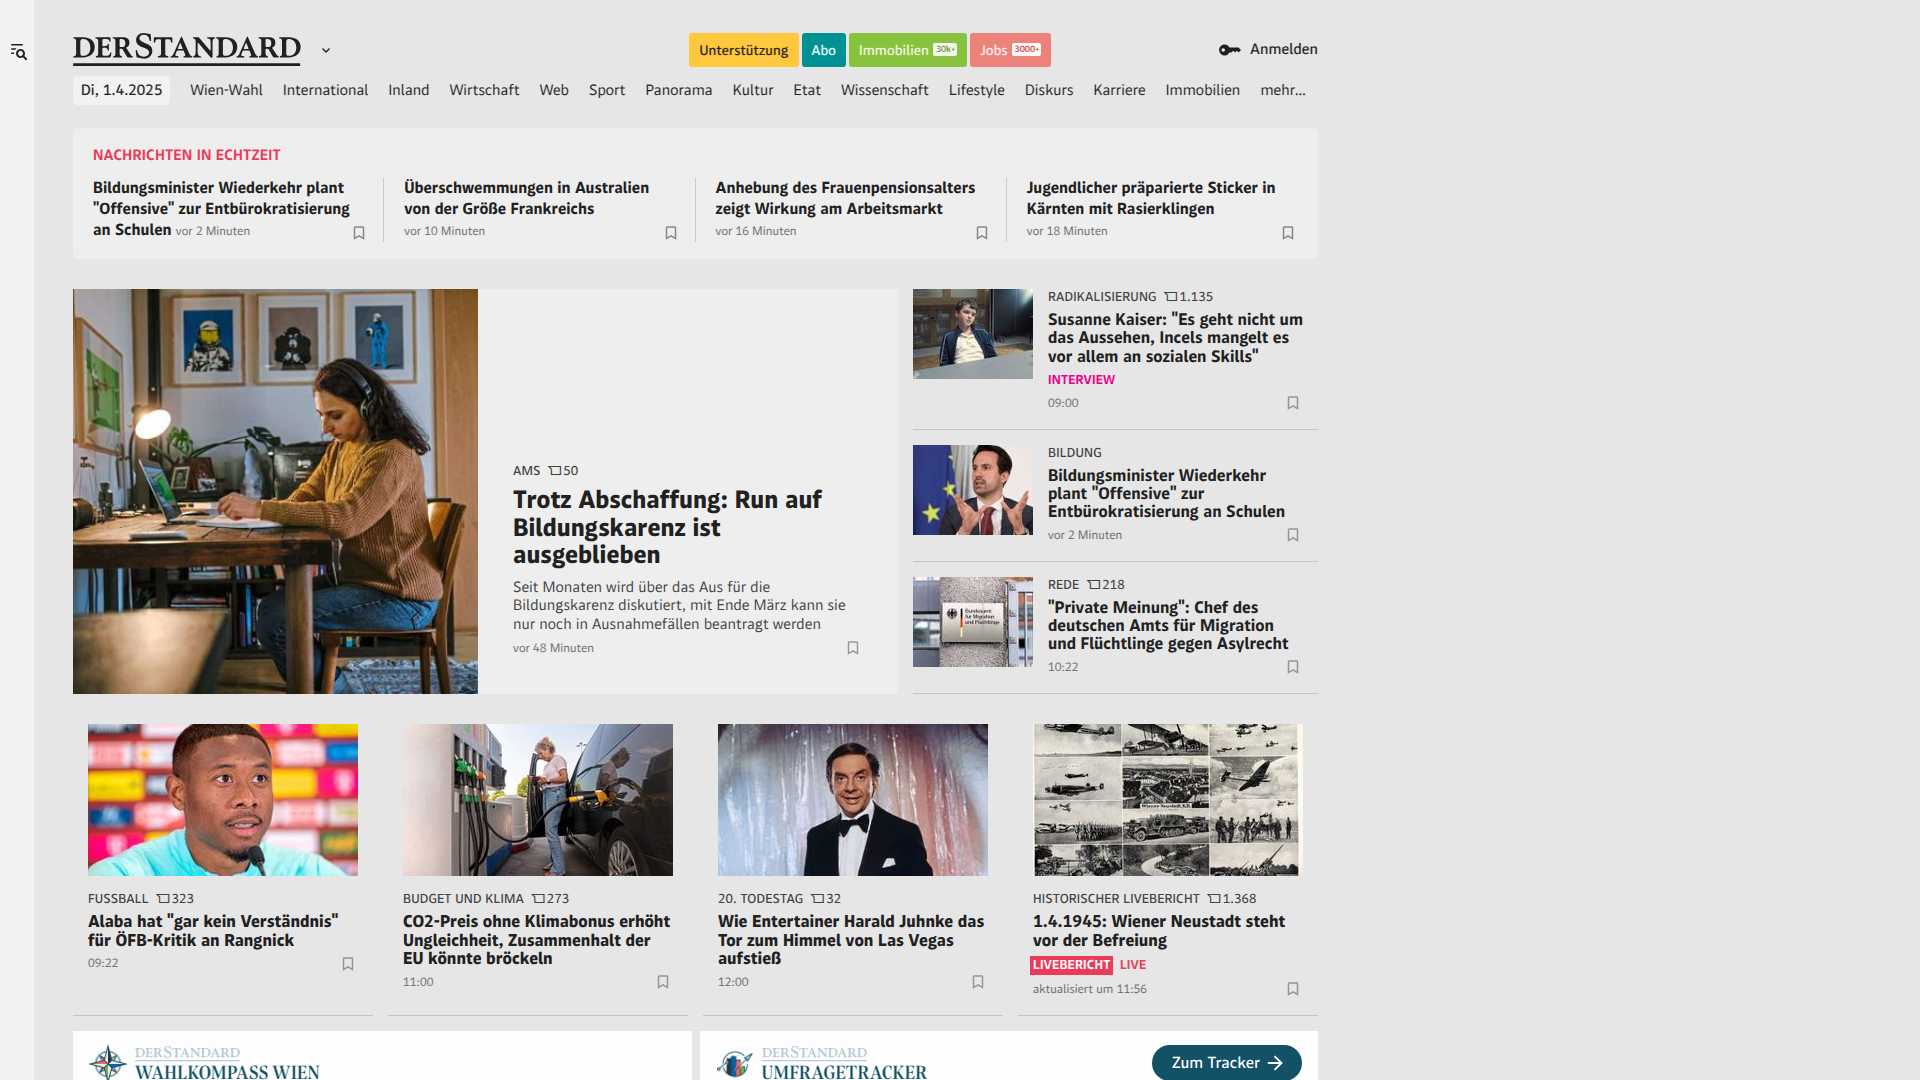 DERSTANDARD
Unterstützung
Abo
Immobilien 30k+
Jobs 3000+
Anmelden
Di, 1.4.2025
Wien-Wahl
International
Inland
Wirtschaft
Web
Sport
Panorama
Kultur
Etat
Wissenschaft
Lifestyle
Diskurs
Karriere
Immobilien
mehr...
NACHRICHTEN IN ECHTZEIT
Bildungsminister Wiederkehr plant
"Offensive" zur Entbürokratisierung
an Schulen vor 2 Minuten
Überschwemmungen in Australien
von der Größe Frankreichs
vor 10 Minuten
Anhebung des Frauenpensionsalters
zeigt Wirkung am Arbeitsmarkt
vor 16 Minuten
Jugendlicher präparierte Sticker in
Kärnten mit Rasierklingen
vor 18 Minuten
AMS 50
Trotz Abschaffung: Run auf
Bildungskarenz ist
ausgeblieben
Seit Monaten wird über das Aus für die
Bildungskarenz diskutiert, mit Ende März kann sie
nur noch in Ausnahmefällen beantragt werden
vor 48 Minuten
RADIKALISIERUNG 1.135
Susanne Kaiser: "Es geht nicht um
das Aussehen, Incels mangelt es
vor allem an sozialen Skills"
INTERVIEW
09:00
BILDUNG
Bildungsminister Wiederkehr
plant "Offensive" zur
Entbürokratisierung an Schulen
vor 2 Minuten
Bundesamt
für Migration
und Flüchtlinge
REDE 218
"Private Meinung": Chef des
deutschen Amts für Migration
und Flüchtlinge gegen Asylrecht
10:22
FUSSBALL 323
Alaba hat "gar kein Verständnis"
für ÖFB-Kritik an Rangnick
09:22
BUDGET UND KLIMA 273
CO2-Preis ohne Klimabonus erhöht
Ungleichheit, Zusammenhalt der
EU könnte bröckeln
11:00
20. TODESTAG 32
Wie Entertainer Harald Juhnke das
Tor zum Himmel von Las Vegas
aufstieß
12:00
Wiener Neustadt
HISTORISCHER LIVEBERICHT 1.368
1.4.1945: Wiener Neustadt steht
vor der Befreiung
LIVEBERICHT LIVE
aktualisiert um 11:56
DERSTANDARD
WAHLKOMPASS WIEN
DERSTANDARD
UMFRAGETRACKER
Zum Tracker